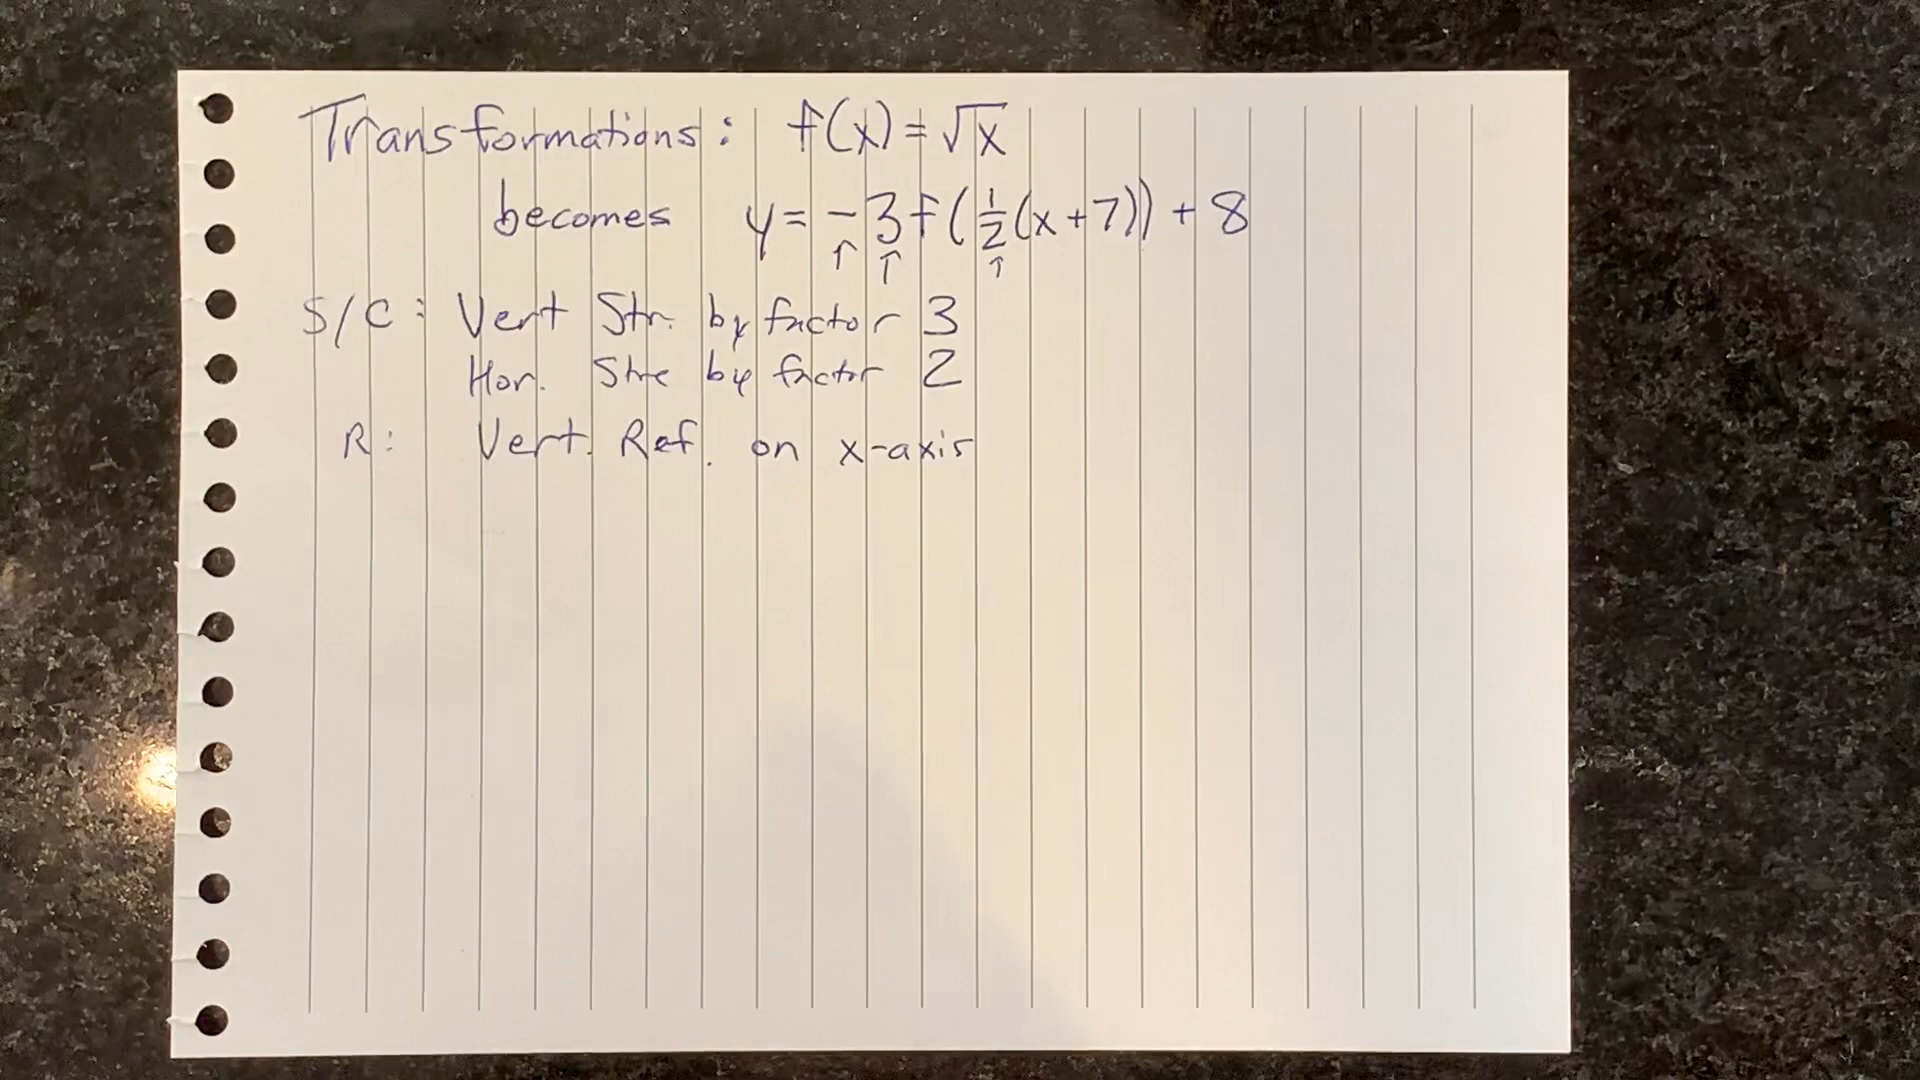 Transformations: f(x) = √x
becomes y = -3f(½(x+7)) + 8
↑ ↑ ↑
S/C: Vert Str. by factor 3
Hor. Stre by factor 2
R: Vert. Ref. on x-axis